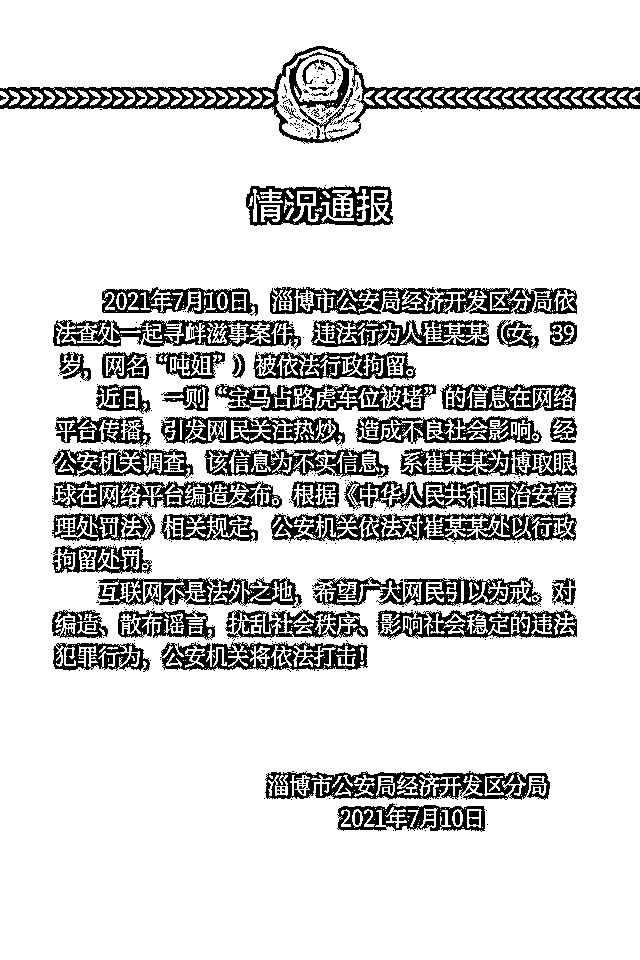 情况通报
2021年7月10日，淄博市公安局经济开发区分局依
法查处一起寻衅滋事案件，违法行为人崔某某（女，39
岁，网名“吨姐”）被依法行政拘留。
近日，一则“宝马占路虎车位被堵”的信息在网络
平台传播，引发网民关注热炒，造成不良社会影响。经
公安机关调查，该信息为不实信息，系崔某某为博取眼
球在网络平台编造发布。根据《中华人民共和国治安管
理处罚法》相关规定，公安机关依法对崔某某处以行政
拘留处罚。
互联网不是法外之地，希望广大网民引以为戒。对
编造、散布谣言，扰乱社会秩序、影响社会稳定的违法
犯罪行为，公安机关将依法打击！
淄博市公安局经济开发区分局
2021年7月10日